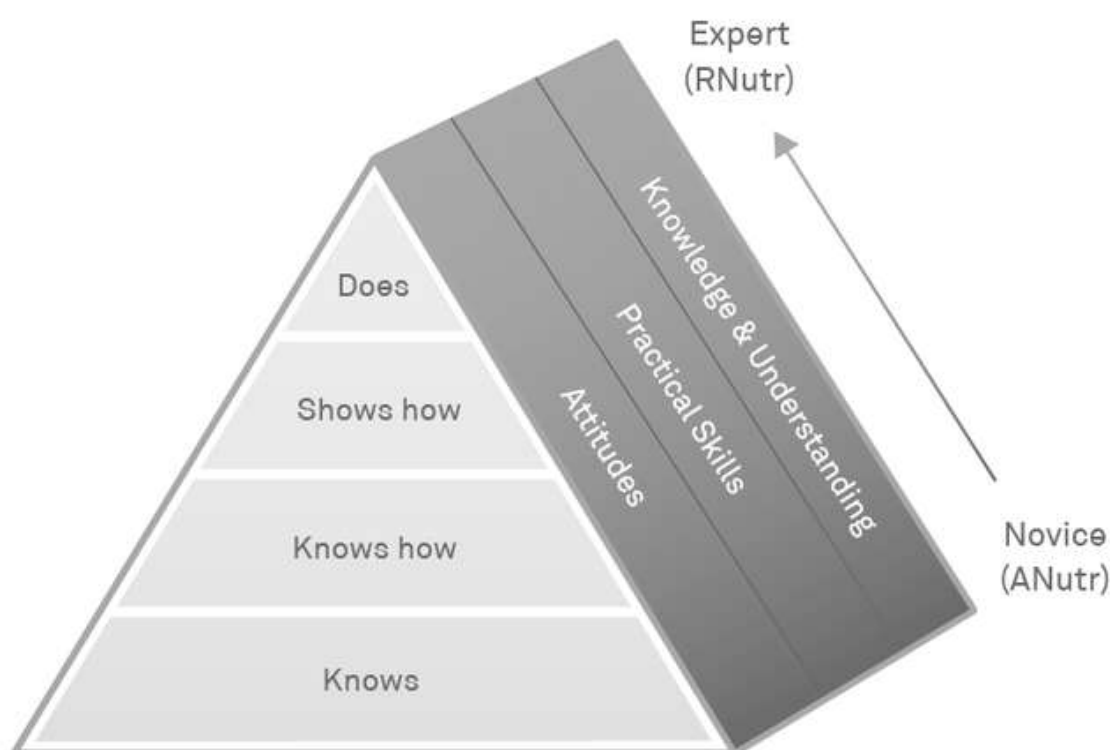 Expert
(RNutr)
Does
Shows how
Knows how
Knows
Attitudes
Practical Skills
Knowledge & Understanding
Novice
(ANutr)